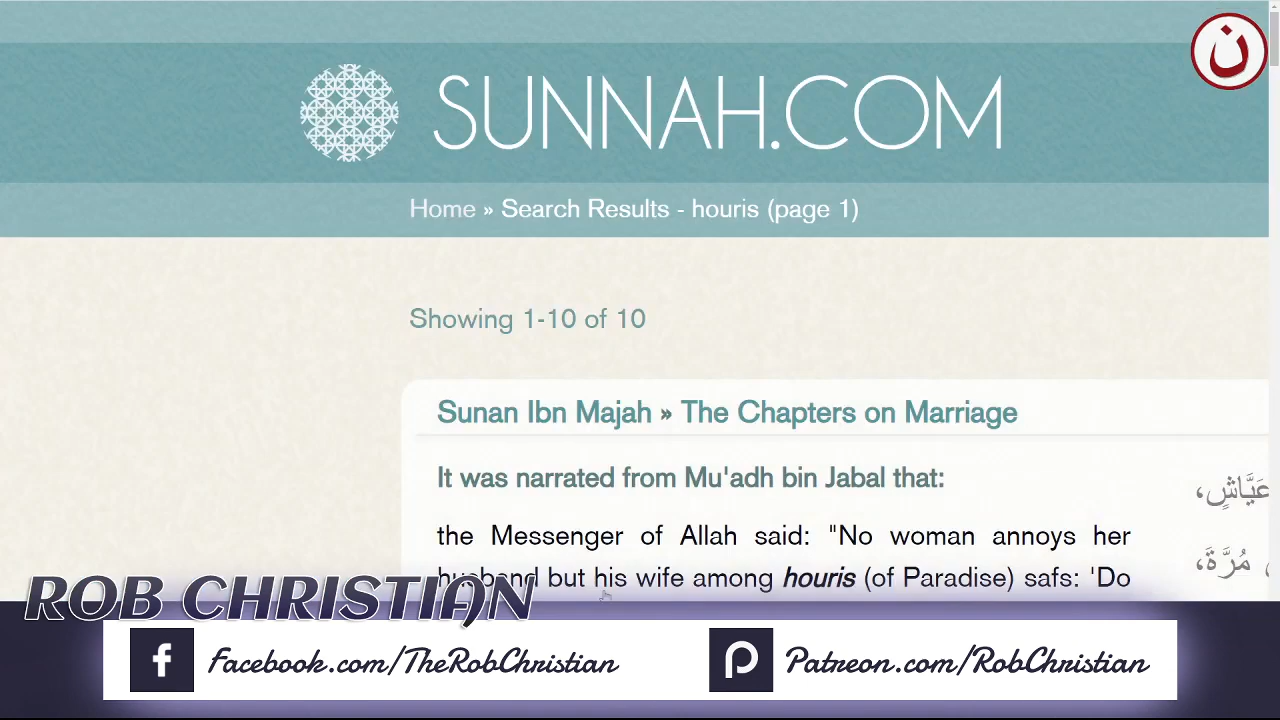 ن
SUNNAH.COM
Home » Search Results - houris (page 1)
Showing 1-10 of 10
Sunan Ibn Majah » The Chapters on Marriage
It was narrated from Mu'adh bin Jabal that:
عَيَّاشٍ،
the Messenger of Allah said: "No woman annoys her
مُرَّةَ،
husband but his wife among houris (of Paradise) safs: 'Do
ROB CHRISTIAN
f Facebook.com/TheRobChristian
Patreon.com/RobChristian